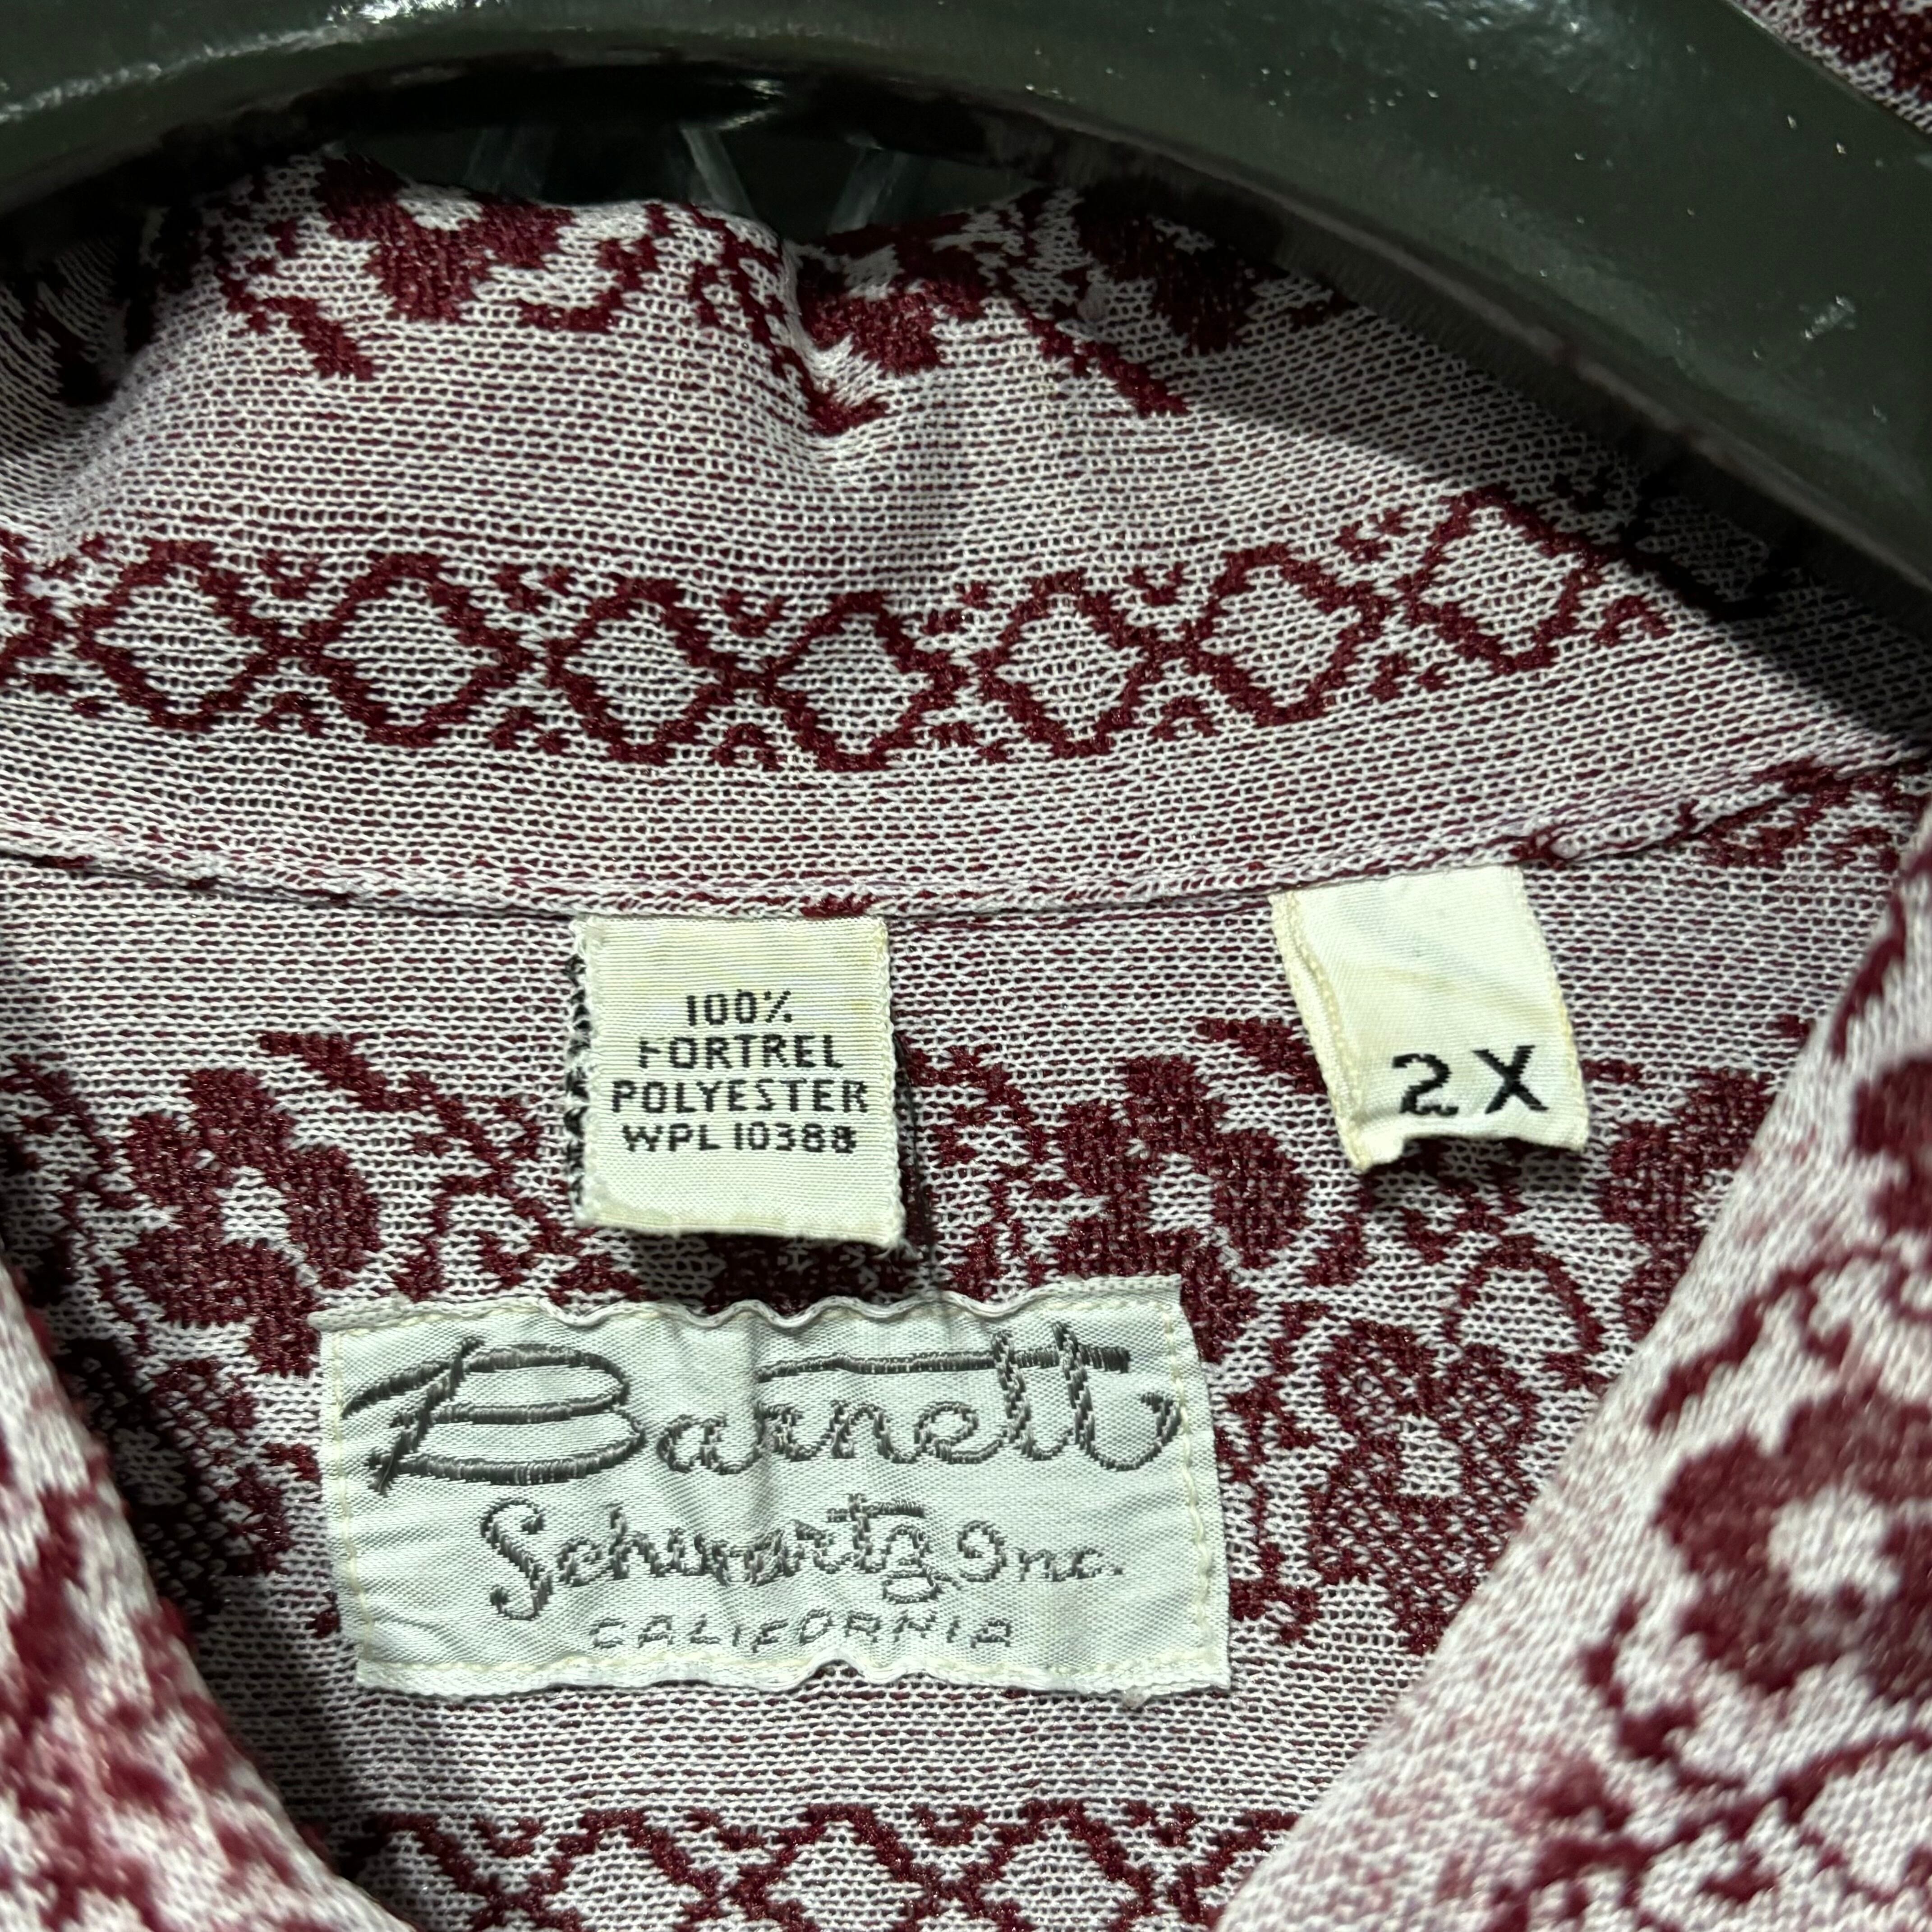 100%
FORTREL
POLYESTER
WPL 10388
2X
Barnett
Schwartz, Inc.
CALIFORNIA